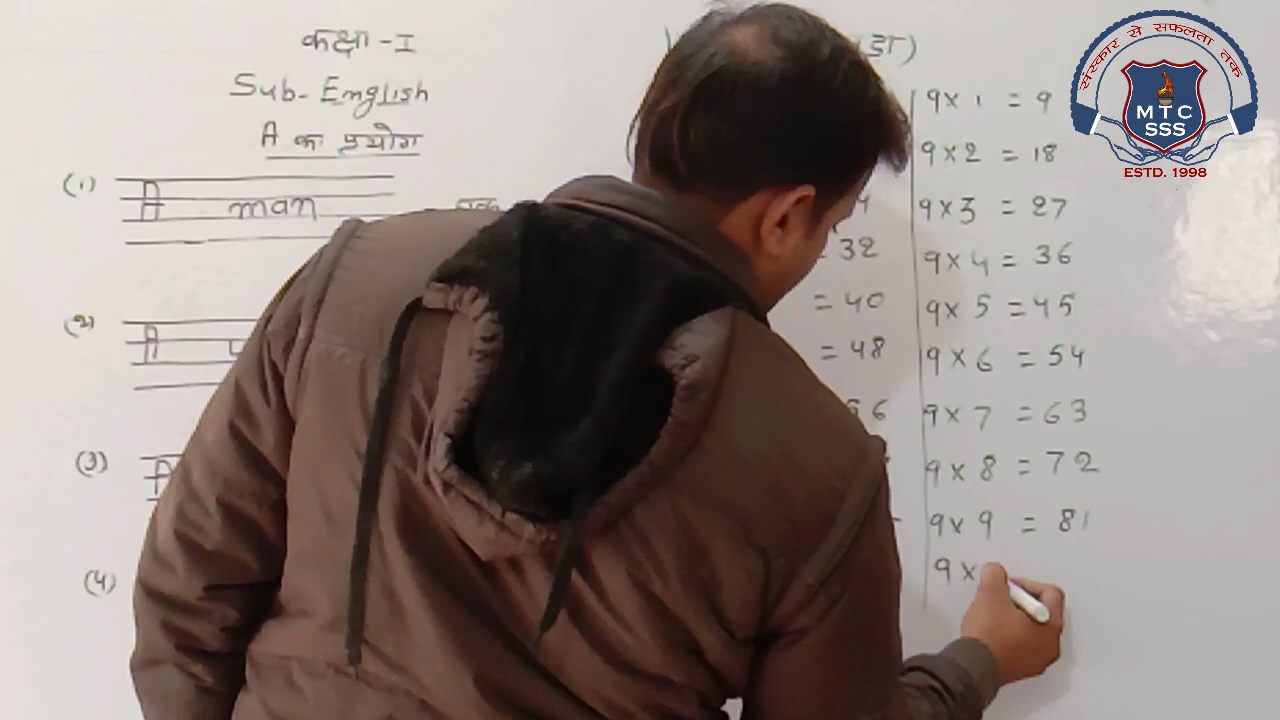 कक्षा - I
Sub- English
A का प्रयोग
(1) A man
(2) A
(3) A
(4)
32
= 40
= 48
9 x 1 = 9
9 x 2 = 18
9 x 3 = 27
9 x 4 = 36
9 x 5 = 45
9 x 6 = 54
9 x 7 = 63
9 x 8 = 72
9 x 9 = 81
9 x
संस्कार से सफलता तक
MTC
SSS
ESTD. 1998